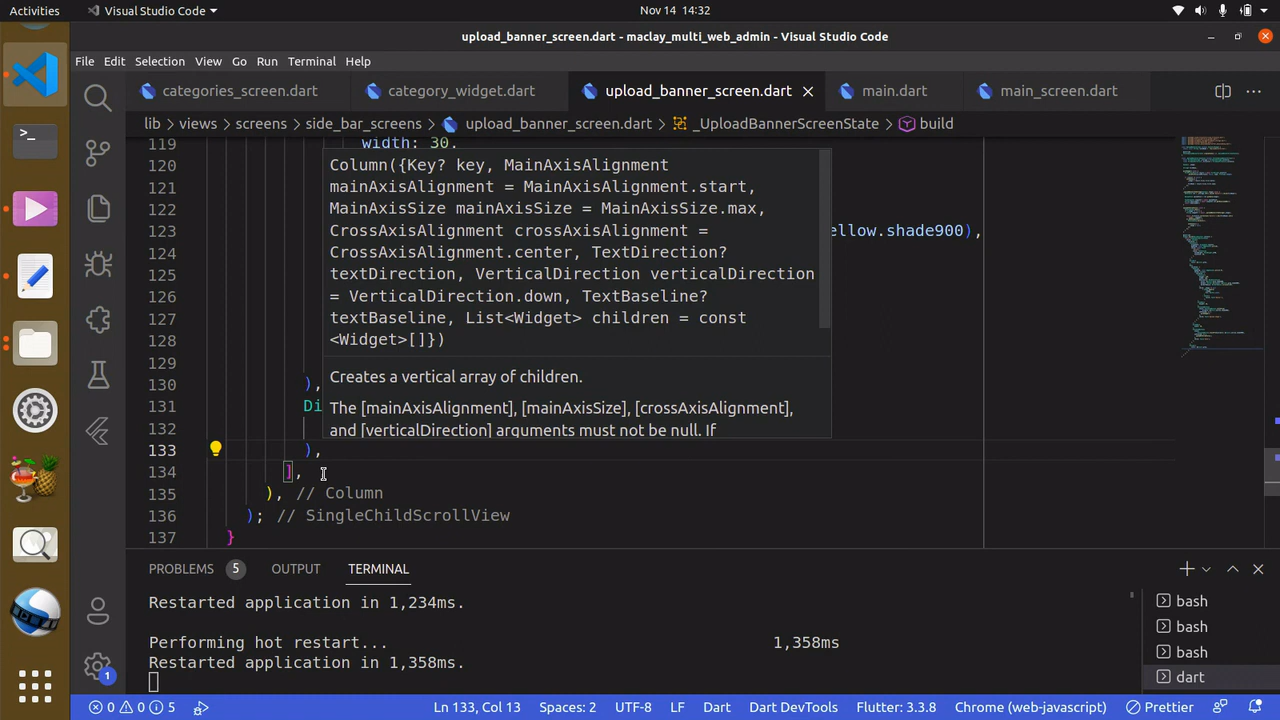 Activities
Visual Studio Code
Nov 14 14:32
upload_banner_screen.dart - maclay_multi_web_admin - Visual Studio Code
File Edit Selection View Go Run Terminal Help
categories_screen.dart
category_widget.dart
upload_banner_screen.dart
main.dart
main_screen.dart
lib > views > screens > side_bar_screens > upload_banner_screen.dart > _UploadBannerScreenState > build
119 width: 30.
120 Column({Key? key, MainAxisAlignment
121 mainAxisAlignment = MainAxisAlignment.start,
122 MainAxisSize mainAxisSize = MainAxisSize.max,
123 CrossAxisAlignment crossAxisAlignment = ellow.shade900),
124 CrossAxisAlignment.center, TextDirection?
125 textDirection, VerticalDirection verticalDirection
126 = VerticalDirection.down, TextBaseline?
127 textBaseline, List<Widget> children = const
128 <Widget>[]})
129 Creates a vertical array of children.
130 ),
131 Di The [mainAxisAlignment], [mainAxisSize], [crossAxisAlignment],
132 and [verticalDirection] arguments must not be null. If
133 ),
134 ],
135 ), // Column
136 ); // SingleChildScrollView
137 }
PROBLEMS 5 OUTPUT TERMINAL
Restarted application in 1,234ms.
Performing hot restart... 1,358ms
Restarted application in 1,358ms.
bash
bash
bash
dart
1
0 0 5 Ln 133, Col 13 Spaces: 2 UTF-8 LF Dart Dart DevTools Flutter: 3.3.8 Chrome (web-javascript) Prettier